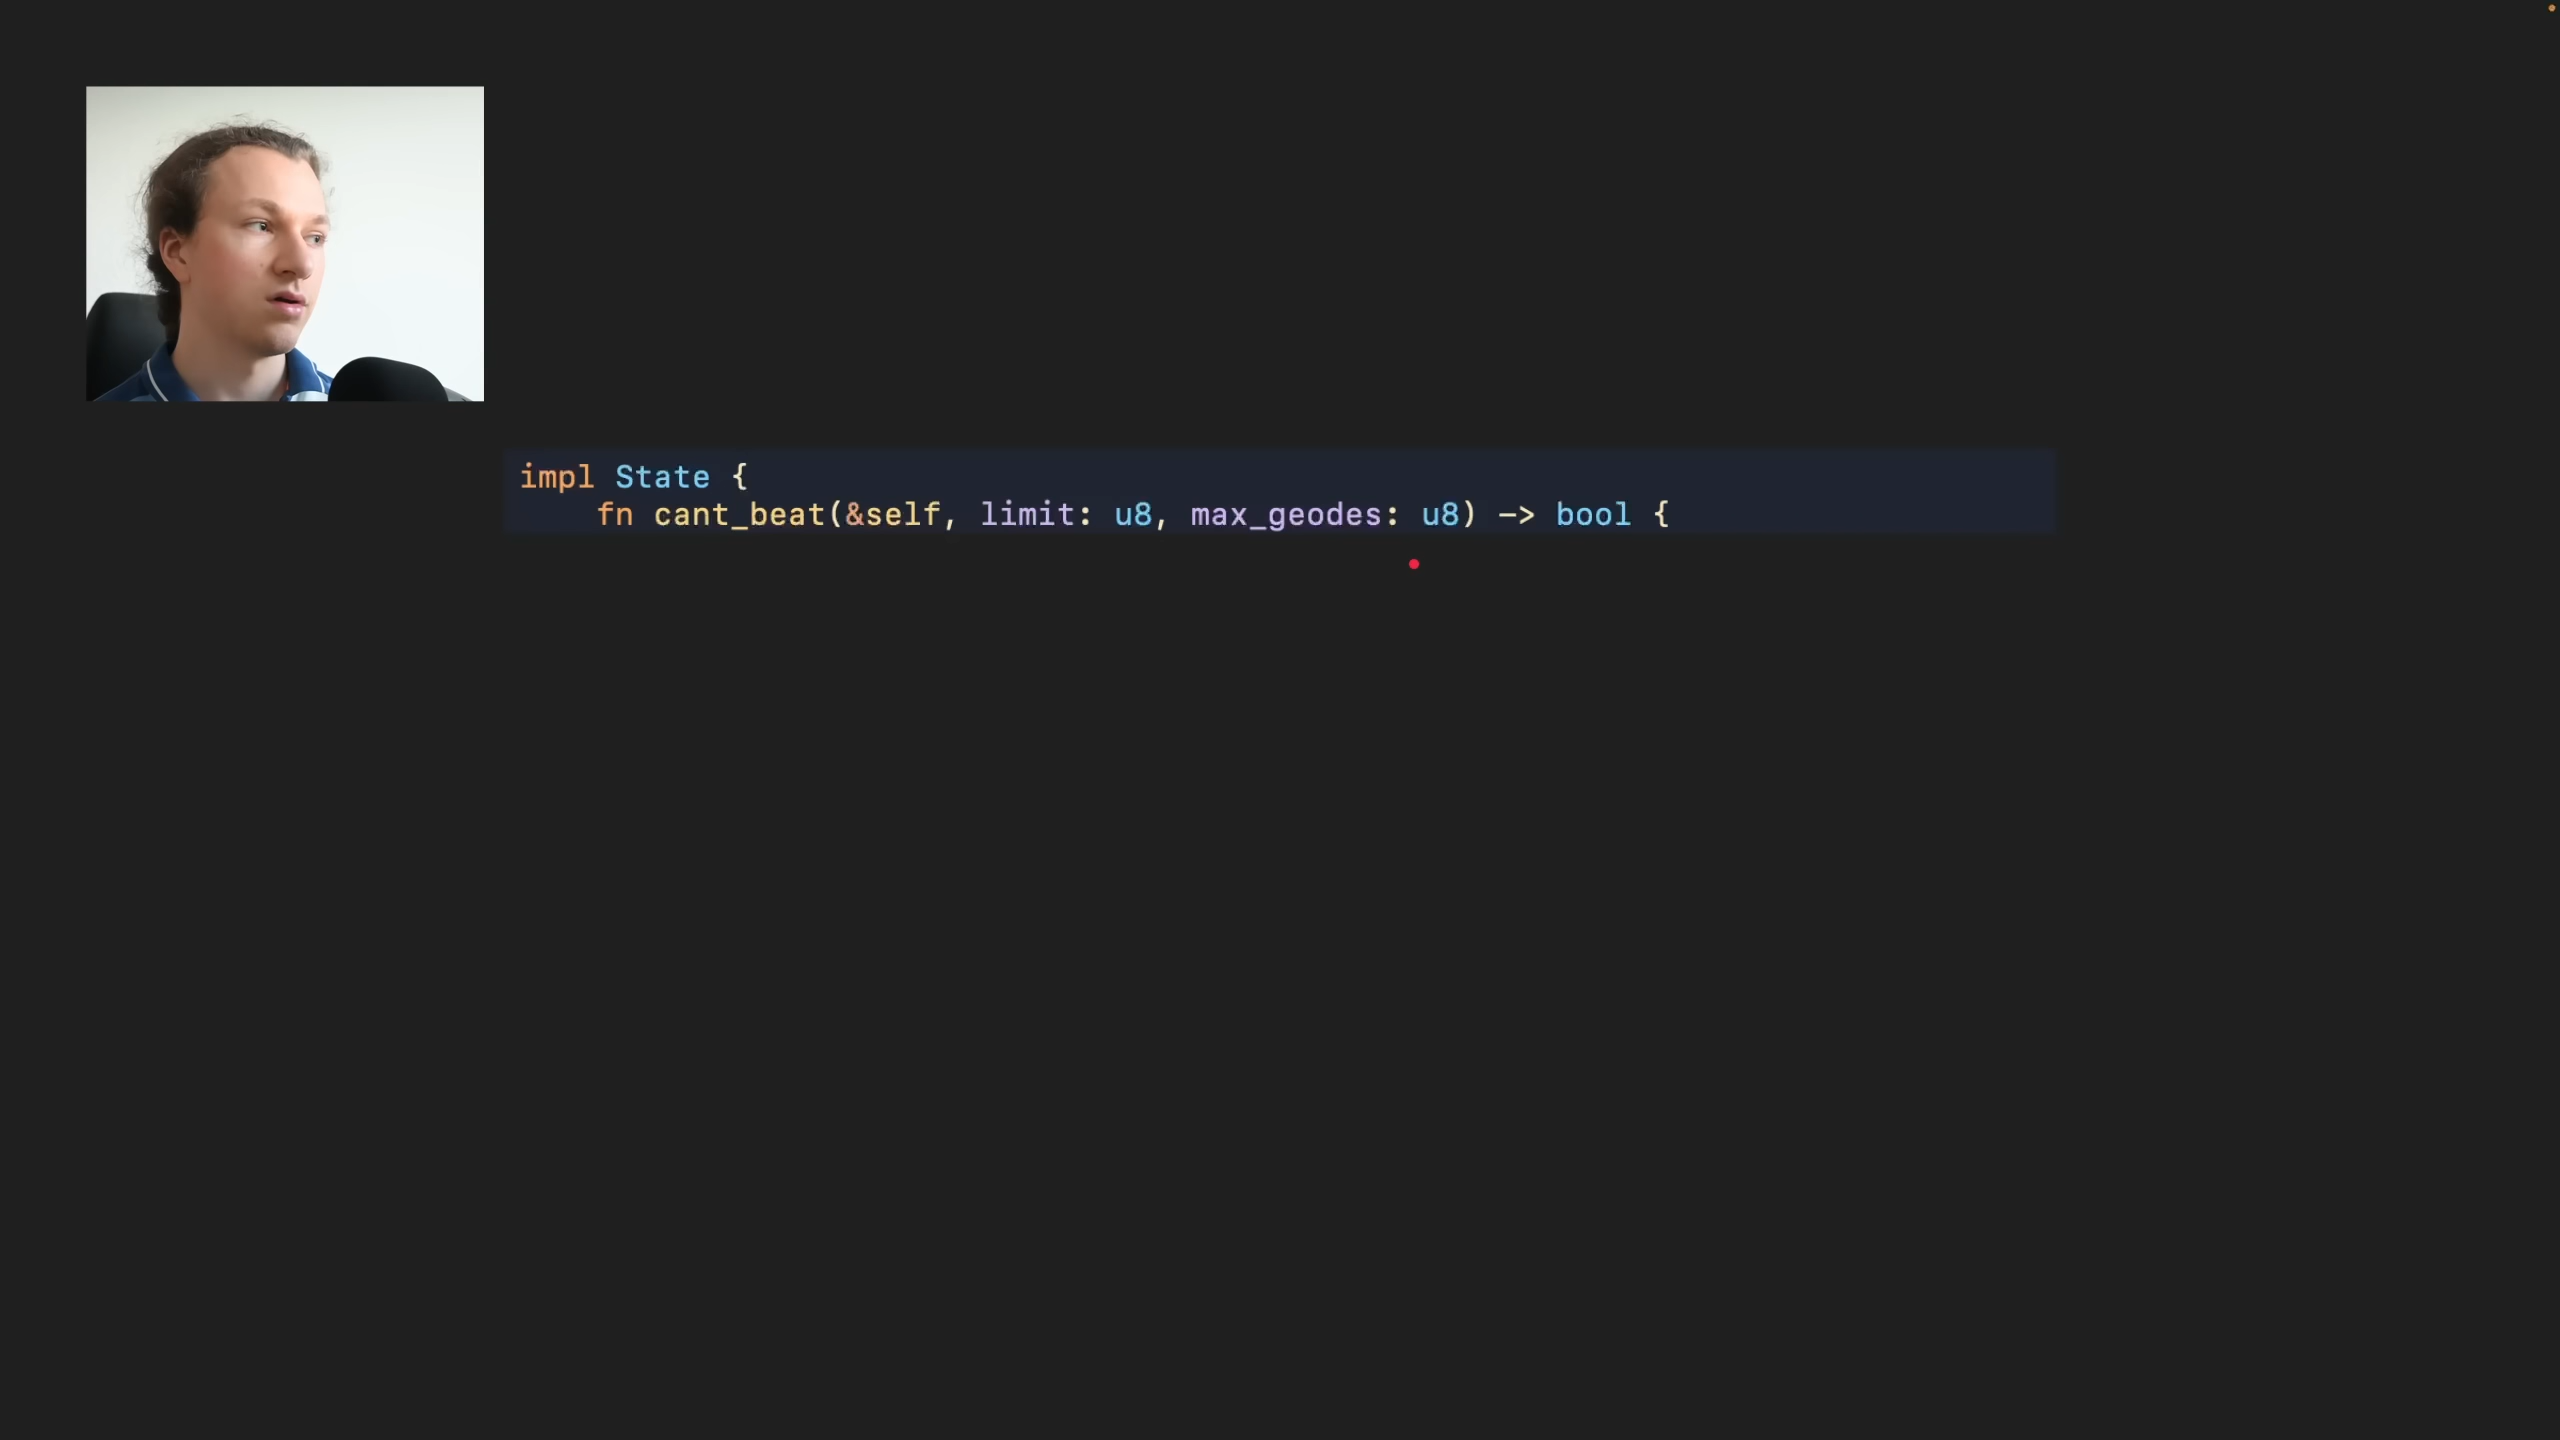 impl State {
fn cant_beat(&self, limit: u8, max_geodes: u8) -> bool {